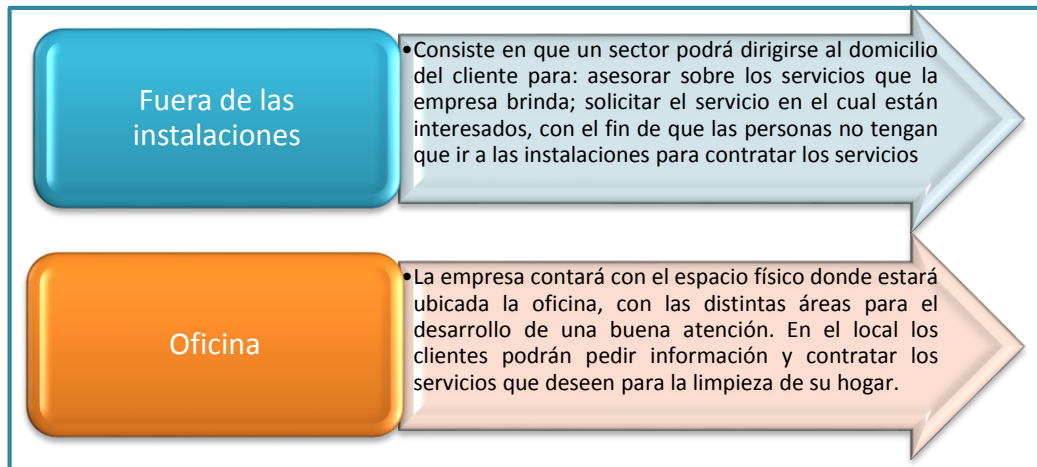 Fuera de las
instalaciones
•Consiste en que un sector podrá dirigirse al domicilio
del cliente para: asesorar sobre los servicios que la
empresa brinda; solicitar el servicio en el cual están
interesados, con el fin de que las personas no tengan
que ir a las instalaciones para contratar los servicios
Oficina
•La empresa contará con el espacio físico donde estará
ubicada la oficina, con las distintas áreas para el
desarrollo de una buena atención. En el local los
clientes podrán pedir información y contratar los
servicios que deseen para la limpieza de su hogar.